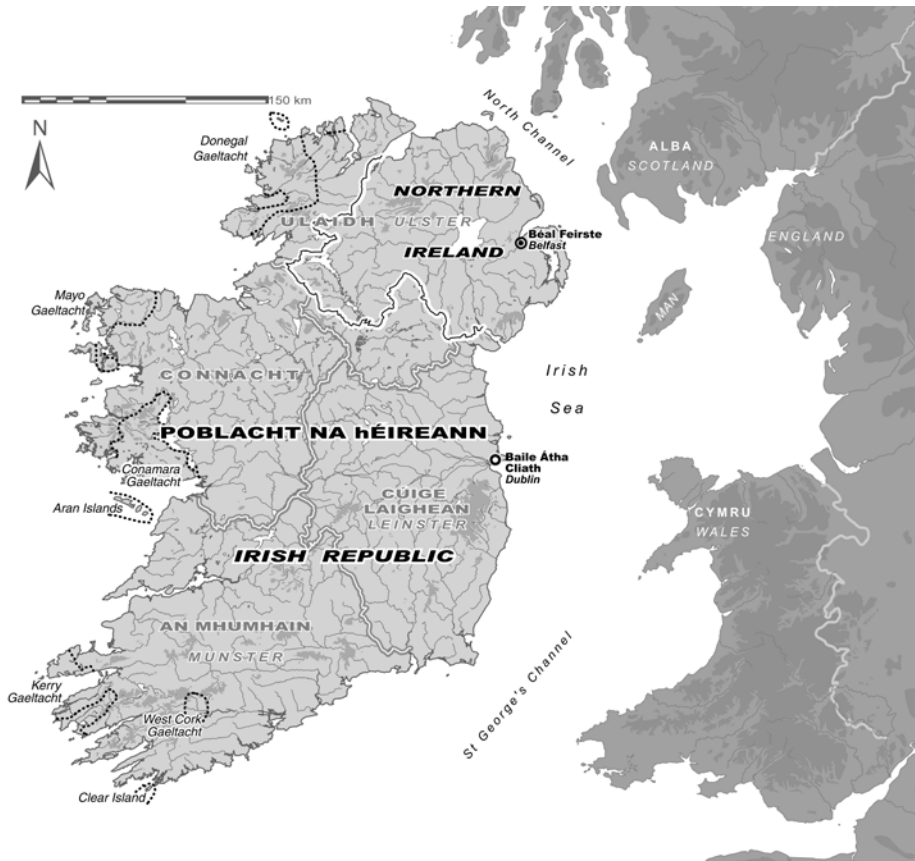 150 km
N
North Channel
Donegal
Gaeltacht
ALBA
SCOTLAND
NORTHERN
ULAIDH ULSTER
Béal Feirste
Belfast
IRELAND
ENGLAND
MAN
Mayo
Gaeltacht
CONNACHT
Irish
Sea
POBLACHT NA hÉIREANN
Baile Átha
Cliath
Dublin
Conamara
Gaeltacht
Aran Islands
CÚIGE
LAIGHEAN
LEINSTER
CYMRU
WALES
IRISH REPUBLIC
AN MHUMHAIN
MUNSTER
St George's Channel
Kerry
Gaeltacht
West Cork
Gaeltacht
Clear Island